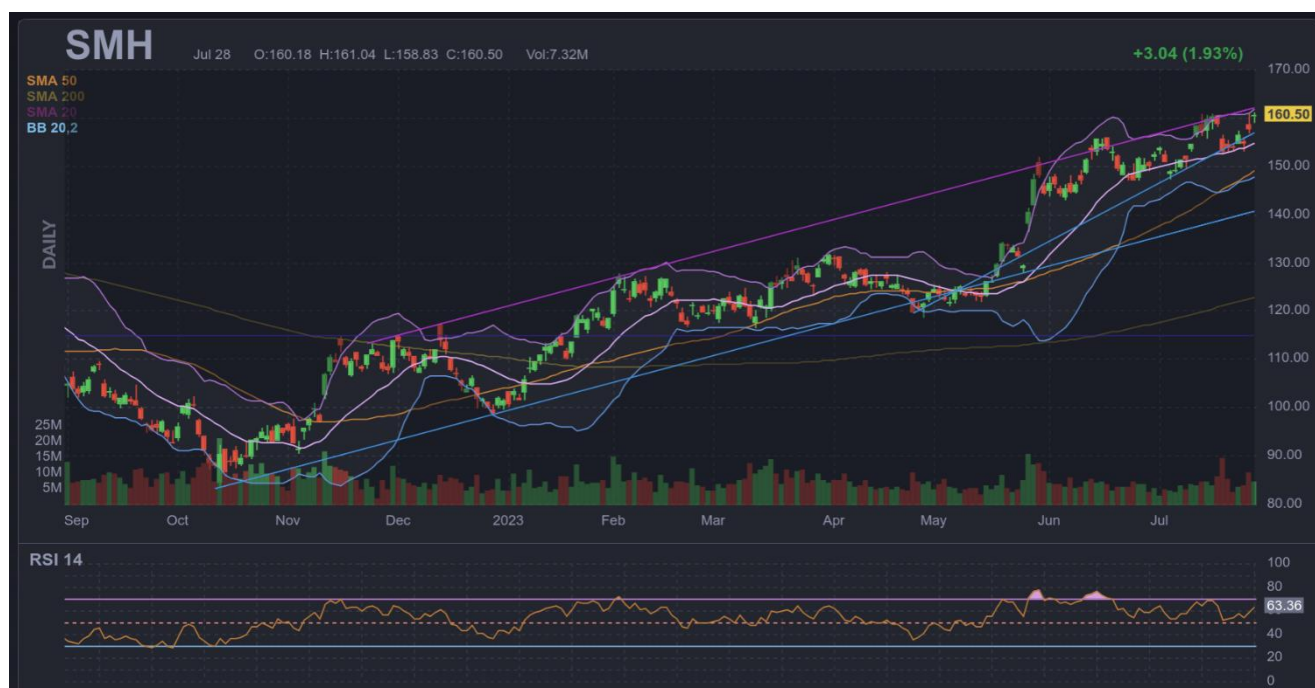 SMH Jul 28 O:160.18 H:161.04 L:158.83 C:160.50 Vol:7.32M +3.04 (1.93%)
SMA 50
SMA 200
SMA 20
BB 20,2
DAILY
170.00
160.50
150.00
140.00
130.00
120.00
110.00
100.00
90.00
80.00
25M
20M
15M
10M
5M
Sep Oct Nov Dec 2023 Feb Mar Apr May Jun Jul
RSI 14
100
80
63.36
40
20
0